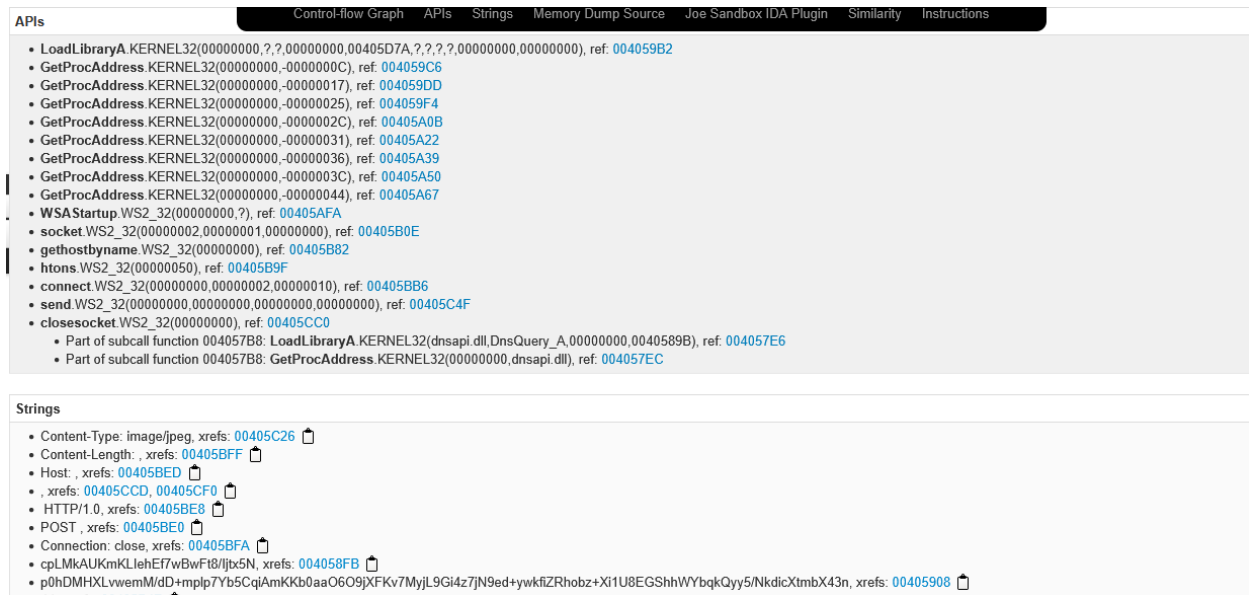 Control-flow Graph APIs Strings Memory Dump Source Joe Sandbox IDA Plugin Similarity Instructions
APIs
• LoadLibraryA.KERNEL32(00000000,?,?,00000000,00405D7A,?,?,?,?,00000000,00000000), ref: 004059B2
• GetProcAddress.KERNEL32(00000000,-0000000C), ref: 004059C6
• GetProcAddress.KERNEL32(00000000,-00000017), ref: 004059DD
• GetProcAddress.KERNEL32(00000000,-00000025), ref: 004059F4
• GetProcAddress.KERNEL32(00000000,-0000002C), ref: 00405A0B
• GetProcAddress.KERNEL32(00000000,-00000031), ref: 00405A22
• GetProcAddress.KERNEL32(00000000,-00000036), ref: 00405A39
• GetProcAddress.KERNEL32(00000000,-0000003C), ref: 00405A50
• GetProcAddress.KERNEL32(00000000,-00000044), ref: 00405A67
• WSAStartup.WS2_32(00000000,?), ref: 00405AFA
• socket.WS2_32(00000002,00000001,00000000), ref: 00405B0E
• gethostbyname.WS2_32(00000000), ref: 00405B82
• htons.WS2_32(00000050), ref: 00405B9F
• connect.WS2_32(00000000,00000002,00000010), ref: 00405BB6
• send.WS2_32(00000000,00000000,00000000,00000000), ref: 00405C4F
• closesocket.WS2_32(00000000), ref: 00405CC0
• Part of subcall function 004057B8: LoadLibraryA.KERNEL32(dnsapi.dll,DnsQuery_A,00000000,0040589B), ref: 004057E6
• Part of subcall function 004057B8: GetProcAddress.KERNEL32(00000000,dnsapi.dll), ref: 004057EC
Strings
• Content-Type: image/jpeg, xrefs: 00405C26
• Content-Length: , xrefs: 00405BFF
• Host: , xrefs: 00405BED
• , xrefs: 00405CCD, 00405CF0
• HTTP/1.0, xrefs: 00405BE8
• POST , xrefs: 00405BE0
• Connection: close, xrefs: 00405BFA
• cpLMkAUKmKLIehEf7wBwFt8/Ijtx5N, xrefs: 004058FB
• p0hDMHXLvwemM/dD+mplp7Yb5CqiAmKKb0aaO6O9jXFKv7MyjL9Gi4z7jN9ed+ywkfiZRhobz+Xi1U8EGShhWYbqkQyy5/NkdicXtmbX43n, xrefs: 00405908